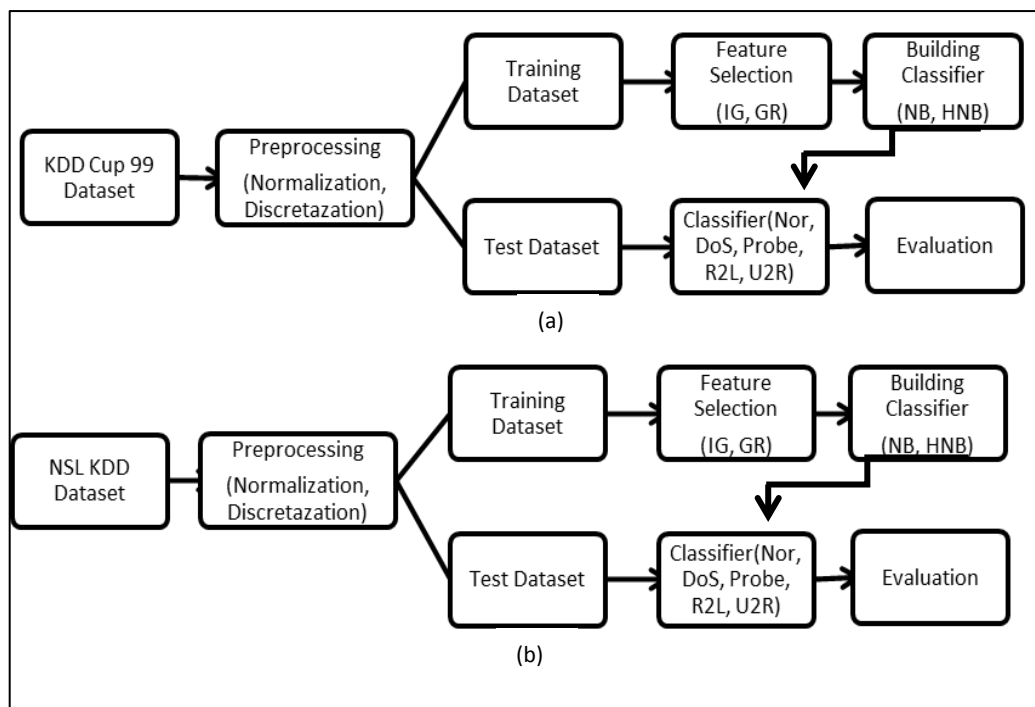 KDD Cup 99
Dataset
Preprocessing
(Normalization,
Discretazation)
Training
Dataset
Feature
Selection
(IG, GR)
Building
Classifier
(NB, HNB)
Test Dataset
Classifier(Nor,
DoS, Probe,
R2L, U2R)
Evaluation
(a)
NSL KDD
Dataset
Preprocessing
(Normalization,
Discretazation)
Training
Dataset
Feature
Selection
(IG, GR)
Building
Classifier
(NB, HNB)
Test Dataset
Classifier(Nor,
DoS, Probe,
R2L, U2R)
Evaluation
(b)